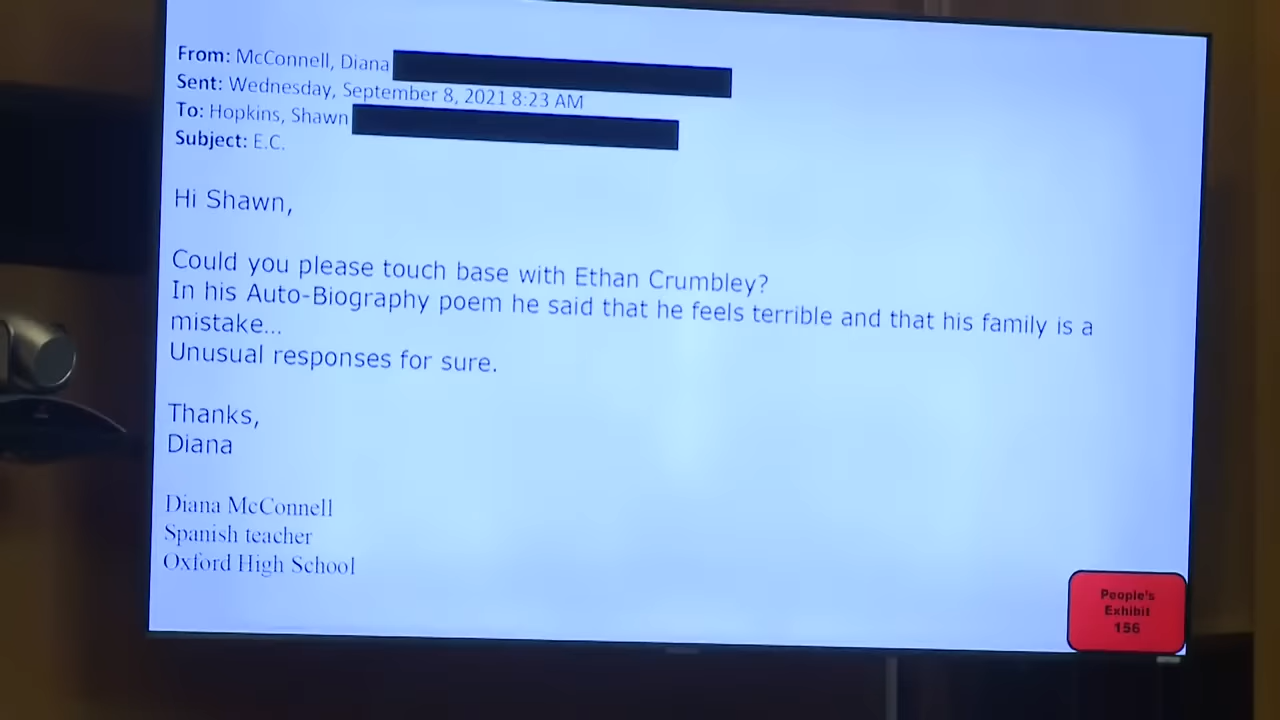 From: McConnell, Diana
Sent: Wednesday, September 8, 2021 8:23 AM
To: Hopkins, Shawn
Subject: E.C.
Hi Shawn,
Could you please touch base with Ethan Crumbley?
In his Auto-Biography poem he said that he feels terrible and that his family is a
mistake...
Unusual responses for sure.
Thanks,
Diana
Diana McConnell
Spanish teacher
Oxford High School
People's
Exhibit
156